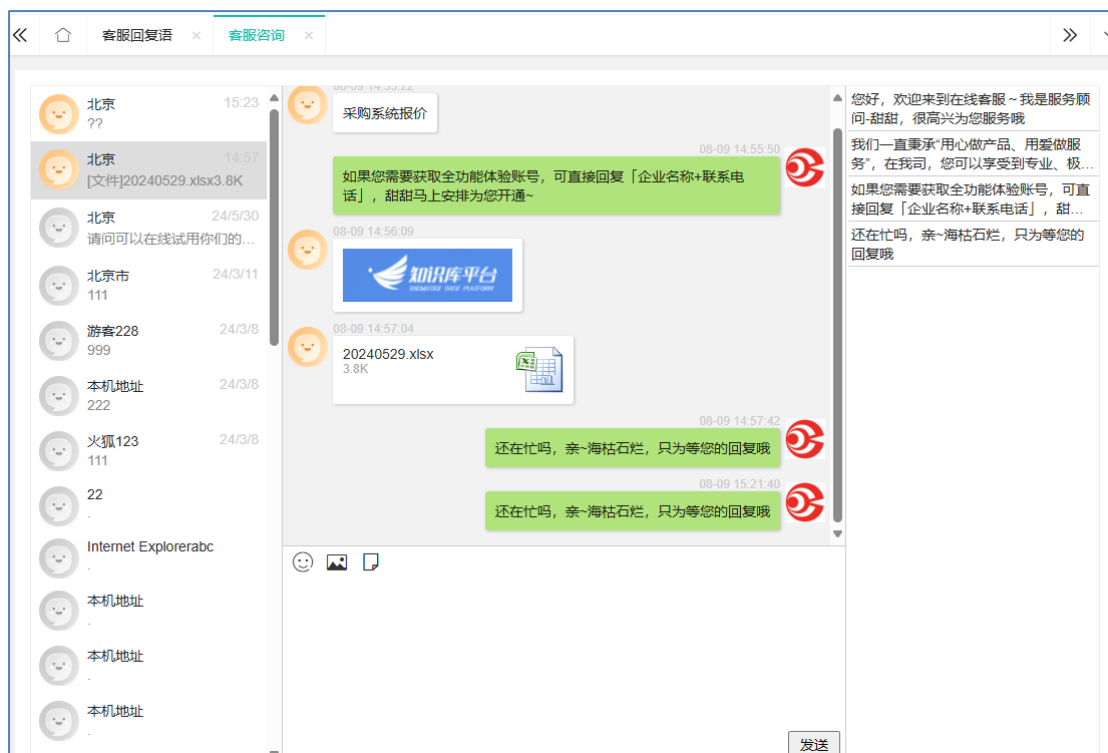 客服回复语 ×
客服咨询 ×
北京 15:23
??
北京 14:57
[文件]20240529.xlsx3.8K
北京 24/5/30
请问可以在线试用你们的...
北京市 24/3/11
111
游客228 24/3/8
999
本机地址 24/3/8
222
火狐123 24/3/8
111
22
.
Internet Explorerabc
.
本机地址
.
本机地址
.
本机地址
.
08-09 14:55:22
采购系统报价
08-09 14:55:50
如果您需要获取全功能体验账号，可直接回复「企业名称+联系电
话」，甜甜马上安排为您开通~
08-09 14:56:09
知识库平台
08-09 14:57:04
20240529.xlsx
3.8K
08-09 14:57:42
还在忙吗，亲~海枯石烂，只为等您的回复哦
08-09 15:21:40
还在忙吗，亲~海枯石烂，只为等您的回复哦
发送
您好，欢迎来到在线客服～我是服务顾
问-甜甜，很高兴为您服务哦
我们一直秉承“用心做产品、用爱做服
务”，在我司，您可以享受到专业、极...
如果您需要获取全功能体验账号，可直
接回复「企业名称+联系电话」，甜...
还在忙吗，亲~海枯石烂，只为等您的
回复哦